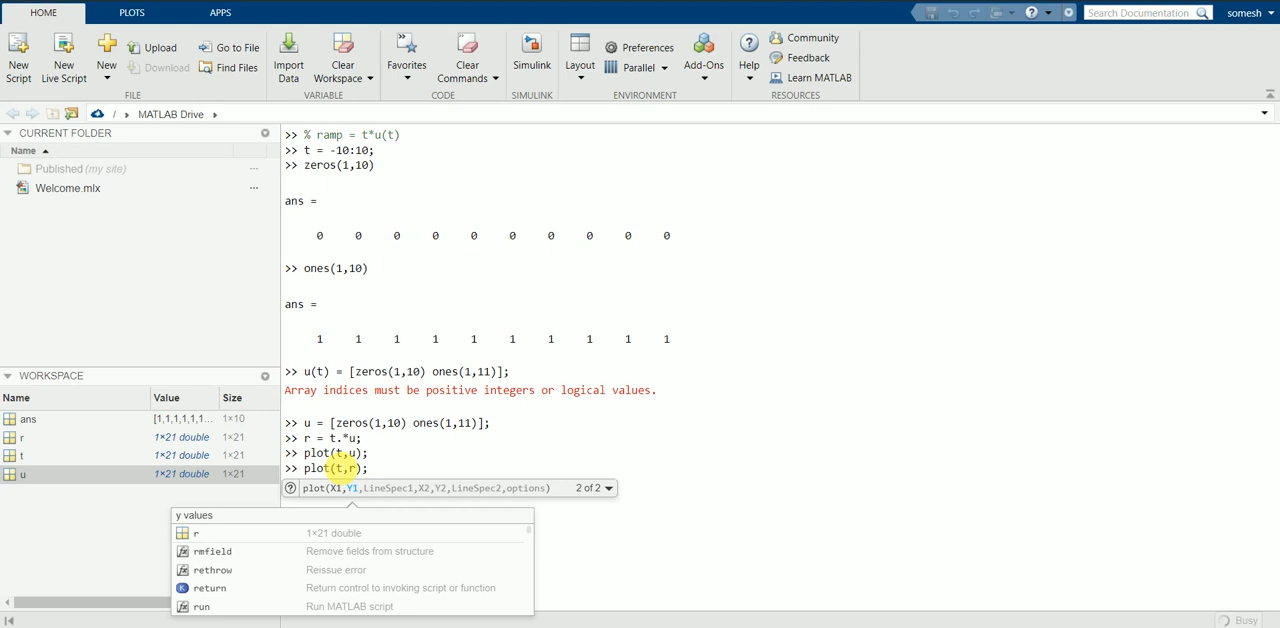 HOME PLOTS APPS Search Documentation somesh
New Script
New Live Script
New
Upload
Download
Go to File
Find Files
FILE
Import Data
Clear Workspace
VARIABLE
Favorites
Clear Commands
CODE
Simulink
SIMULINK
Layout
Preferences
Parallel
Add-Ons
ENVIRONMENT
Help
Community
Feedback
Learn MATLAB
RESOURCES
/ MATLAB Drive
CURRENT FOLDER
Name
Published (my site) ...
Welcome.mlx ...
WORKSPACE
Name Value Size
ans [1,1,1,1,1,1... 1×10
r 1×21 double 1×21
t 1×21 double 1×21
u 1×21 double 1×21
>> % ramp = t*u(t)
>> t = -10:10;
>> zeros(1,10)
ans =
0 0 0 0 0 0 0 0 0 0
>> ones(1,10)
ans =
1 1 1 1 1 1 1 1 1 1
>> u(t) = [zeros(1,10) ones(1,11)];
Array indices must be positive integers or logical values.
>> u = [zeros(1,10) ones(1,11)];
>> r = t.*u;
>> plot(t,u);
>> plot(t,r);
plot(X1,Y1,LineSpec1,X2,Y2,LineSpec2,options) 2 of 2
y values
r 1×21 double
rmfield Remove fields from structure
rethrow Reissue error
return Return control to invoking script or function
run Run MATLAB script
Busy